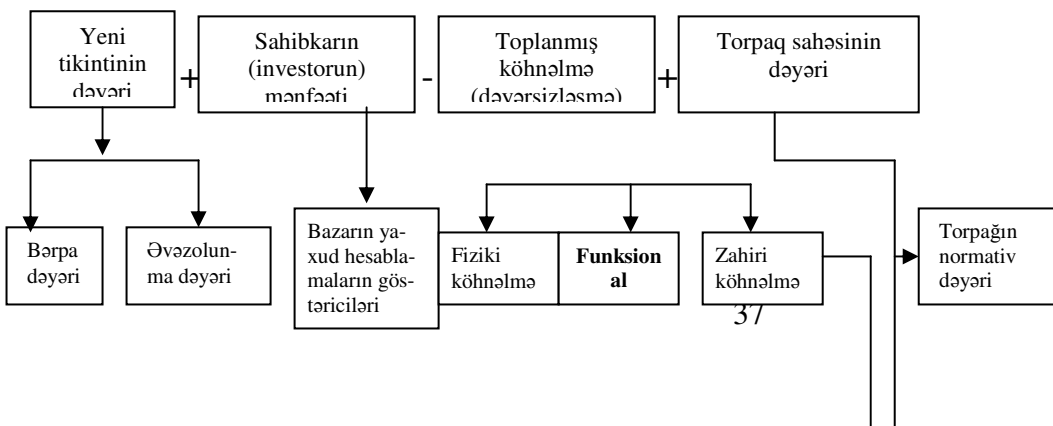 Yeni
tikintinin
dəyəri
+
Sahibkarın
(investorun)
mənfəəti
-
Toplanmış
köhnəlmə
(dəyərsizləşmə)
+
Torpaq sahəsinin
dəyəri
Bərpa
dəyəri
Əvəzolun-
ma dəyəri
Bazarın ya-
xud hesabla-
maların gös-
təriciləri
Fiziki
köhnəlmə
Funksion
al
Zahiri
köhnəlmə
Torpağın
normativ
dəyəri
37